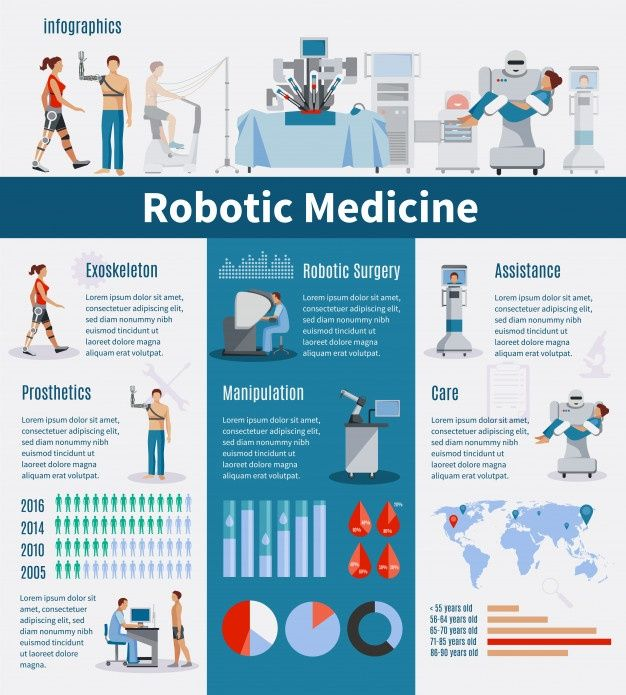 infographics
Robotic Medicine
Exoskeleton
Lorem ipsum dolor sit amet,
consectetuer adipiscing
elit, sed diam nonummy nibh
euismod tincidunt ut
laoreet dolore magna
aliquam erat volutpat.
Prosthetics
Lorem ipsum dolor sit
amet, consectetuer
adipiscing elit, sed diam
nonummy nibh
euismod tincidunt ut
laoreet dolore magna
aliquam erat volutpat.
2016
2014
2010
2005
Lorem ipsum dolor
sit amet,
consectetuer
adipiscing elit, sed
diam nonummy
nibh euismod
tincidunt ut
laoreet dolore
magna aliquam
erat volutpat.
Robotic Surgery
Lorem ipsum dolor sit
amet, consectetuer
adipiscing elit, sed diam
nonummy nibh
euismod tincidunt ut
laoreet dolore magna
aliquam erat volutpat.
Manipulation
Lorem ipsum dolor sit
amet, consectetuer
adipiscing elit, sed diam
nonummy nibh
euismod tincidunt ut
laoreet dolore magna
aliquam erat volutpat.
Assistance
Lorem ipsum dolor sit amet,
consectetuer adipiscing
elit, sed diam nonummy nibh
euismod tincidunt ut
laoreet dolore magna
aliquam erat volutpat.
Care
Lorem ipsum dolor sit
amet, consectetuer
adipiscing elit, sed
diam nonummy nibh
euismod tincidunt ut
laoreet dolore magna
aliquam erat volutpat.
< 55 years old
56-64 years old
65-70 years old
71-85 years old
86-90 years old